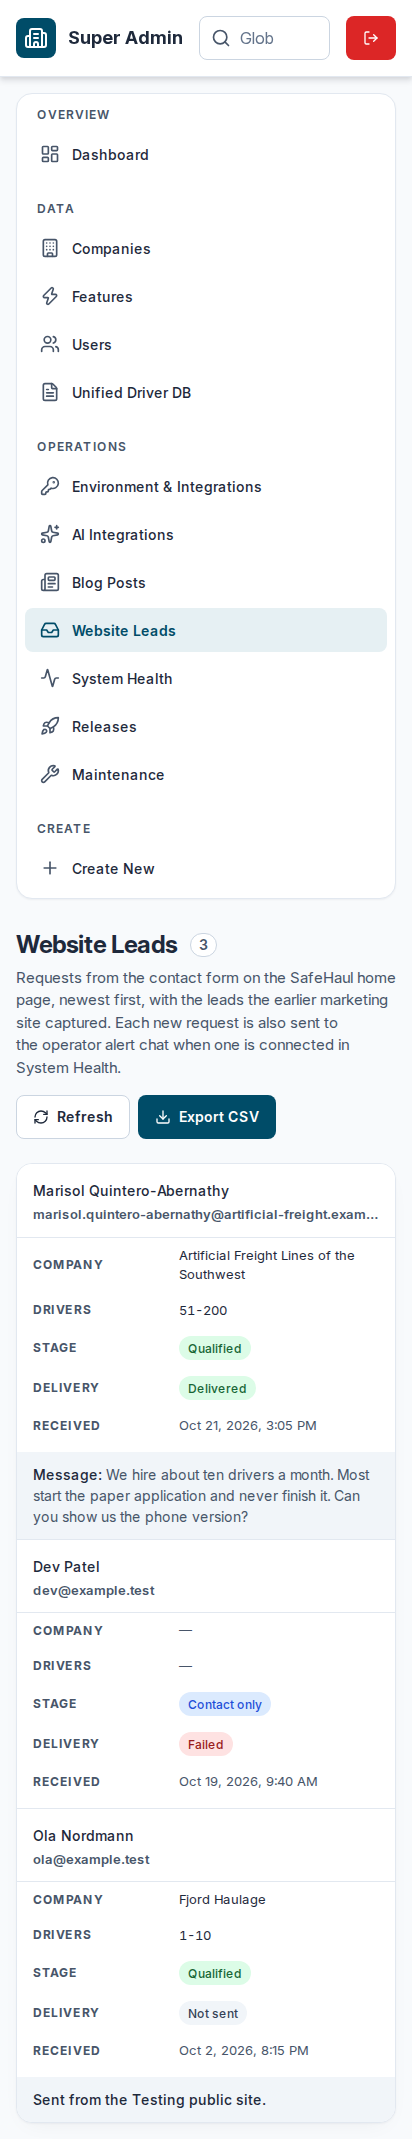 Super Admin
Glob
OVERVIEW
Dashboard
DATA
Companies
Features
Users
Unified Driver DB
OPERATIONS
Environment & Integrations
AI Integrations
Blog Posts
Website Leads
System Health
Releases
Maintenance
CREATE
Create New
Website Leads 3
Requests from the contact form on the SafeHaul home
page, newest first, with the leads the earlier marketing
site captured. Each new request is also sent to
the operator alert chat when one is connected in
System Health.
Refresh Export CSV
Marisol Quintero-Abernathy
marisol.quintero-abernathy@artificial-freight.exam...
COMPANY Artificial Freight Lines of the
Southwest
DRIVERS 51-200
STAGE Qualified
DELIVERY Delivered
RECEIVED Oct 21, 2026, 3:05 PM
Message: We hire about ten drivers a month. Most
start the paper application and never finish it. Can
you show us the phone version?
Dev Patel
dev@example.test
COMPANY —
DRIVERS —
STAGE Contact only
DELIVERY Failed
RECEIVED Oct 19, 2026, 9:40 AM
Ola Nordmann
ola@example.test
COMPANY Fjord Haulage
DRIVERS 1-10
STAGE Qualified
DELIVERY Not sent
RECEIVED Oct 2, 2026, 8:15 PM
Sent from the Testing public site.